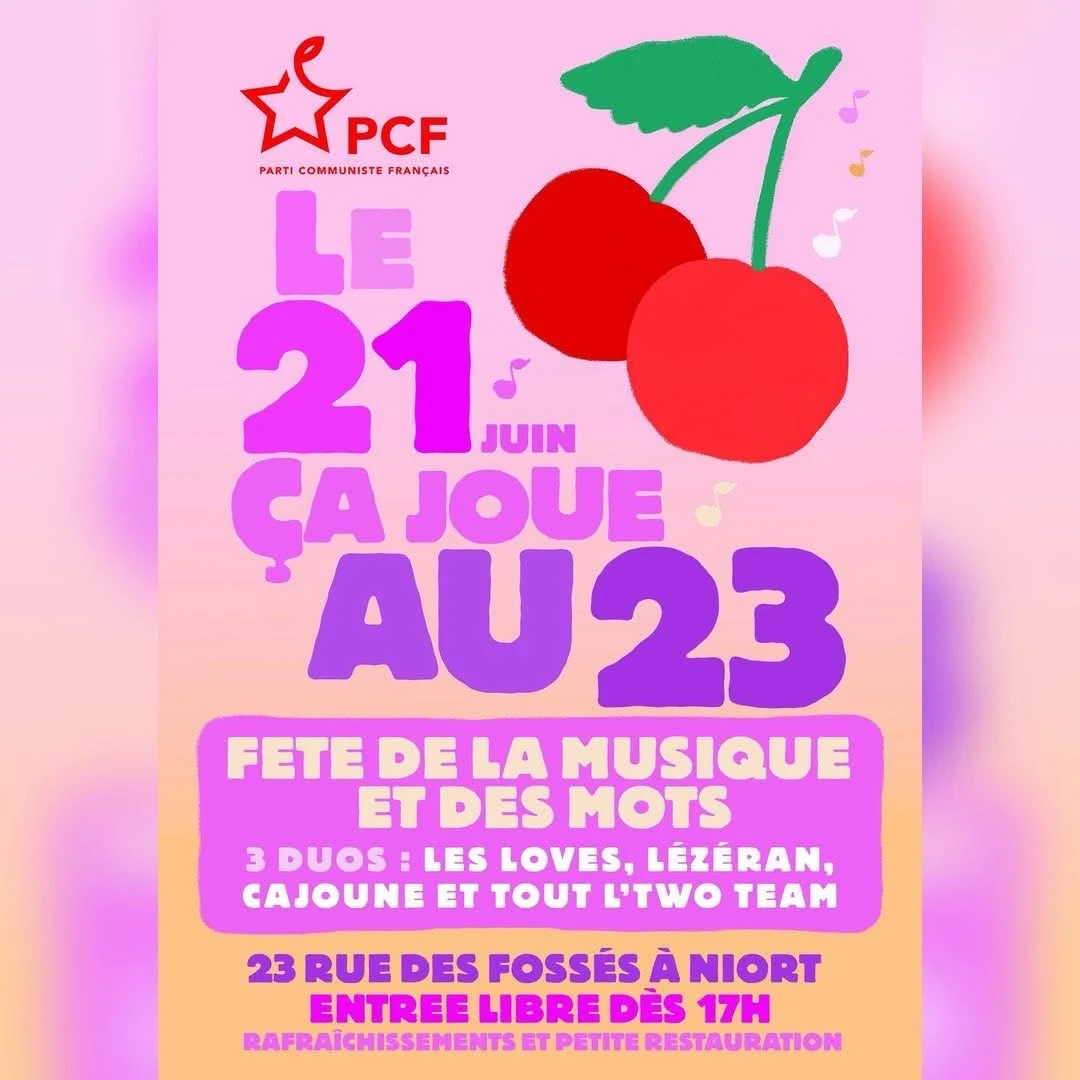 PCF
PARTI COMMUNISTE FRANÇAIS
LE
21 JUIN
ÇA JOUE
AU 23
FETE DE LA MUSIQUE
ET DES MOTS
3 DUOS : LES LOVES, LÉZÉRAN,
CAJOUNE ET TOUT L'TWO TEAM
23 RUE DES FOSSÉS À NIORT
ENTREE LIBRE DÈS 17H
RAFRAÎCHISSEMENTS ET PETITE RESTAURATION